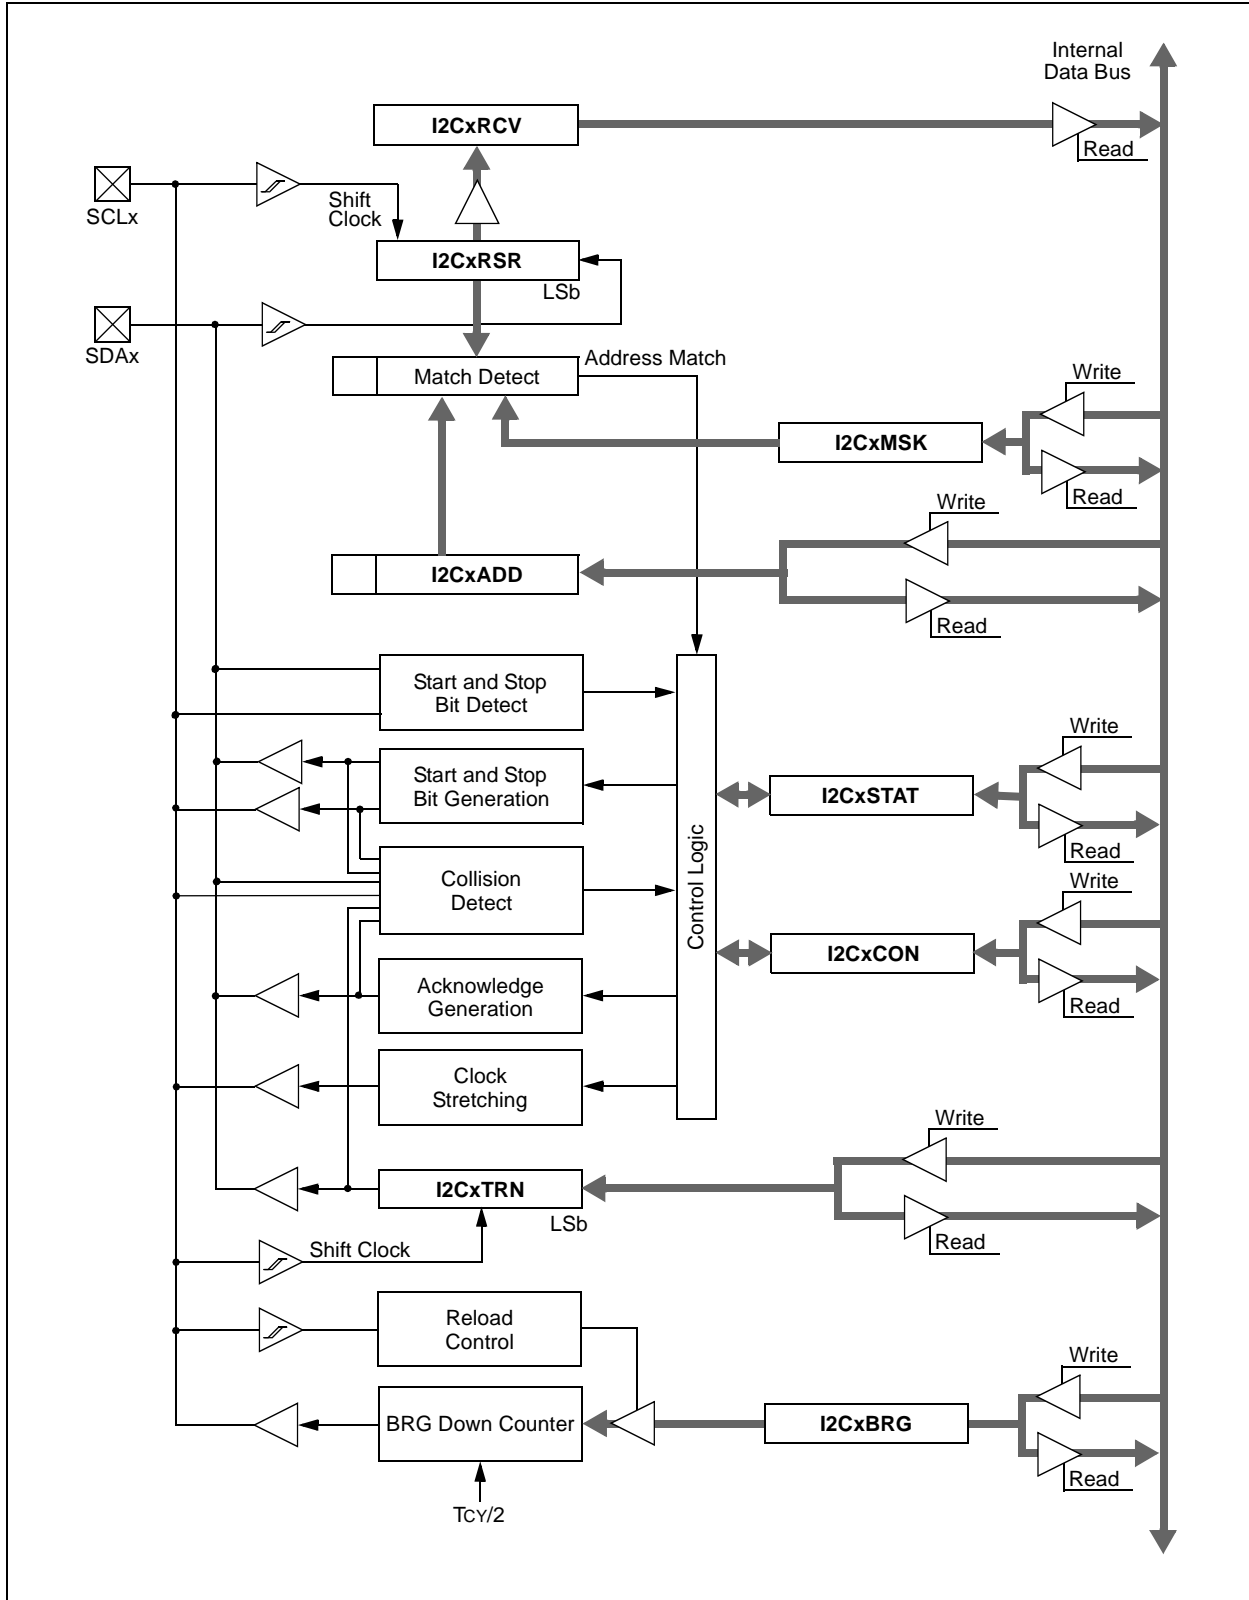 Internal
Data Bus
I2CxRCV
Read
SCLx
Shift
Clock
I2CxRSR
LSb
SDAx
Address Match
Match Detect
Write
I2CxMSK
Read
Write
I2CxADD
Read
Start and Stop
Bit Detect
Write
Start and Stop
Bit Generation
I2CxSTAT
Read
Control Logic
Collision
Detect
Write
I2CxCON
Read
Acknowledge
Generation
Clock
Stretching
Write
I2CxTRN
LSb
Read
Shift Clock
Reload
Control
Write
BRG Down Counter
I2CxBRG
Read
TCY/2